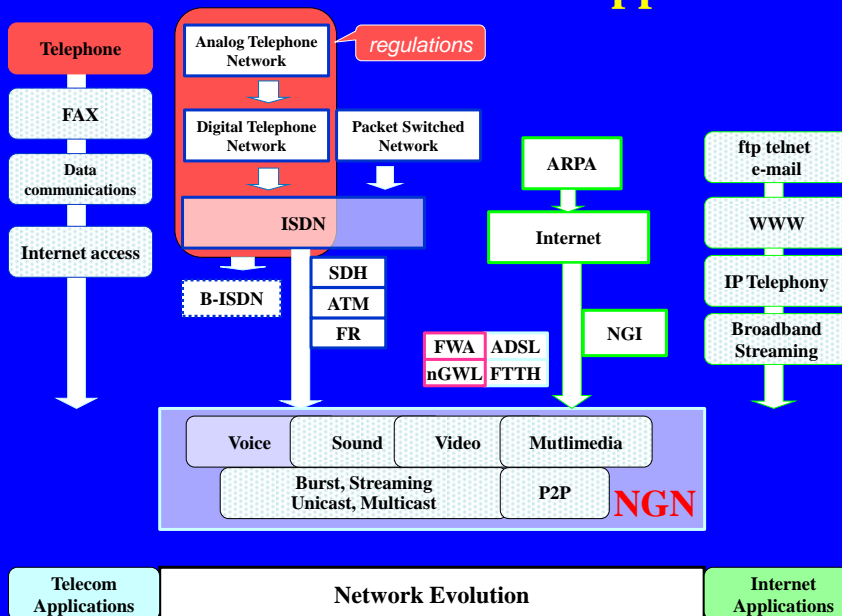 Telephone
FAX
Data
communications
Internet access
Analog Telephone
Network
regulations
Digital Telephone
Network
Packet Switched
Network
ISDN
B-ISDN
SDH
ATM
FR
ARPA
Internet
NGI
FWA ADSL
nGWL FTTH
ftp telnet
e-mail
WWW
IP Telephony
Broadband
Streaming
Voice Sound Video Mutlimedia
Burst, Streaming
Unicast, Multicast
P2P
NGN
Telecom
Applications
Network Evolution
Internet
Applications